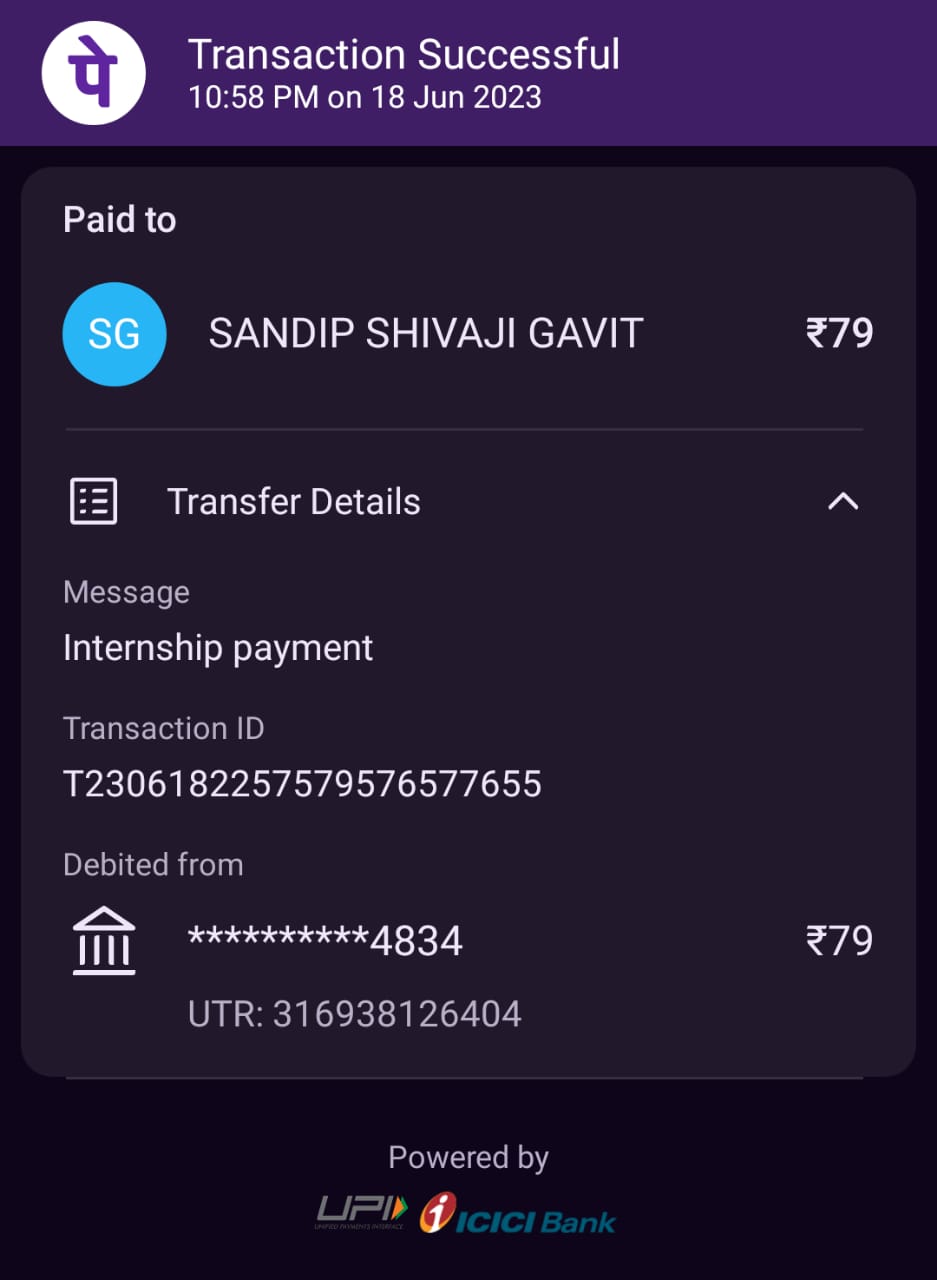 पे
Transaction Successful
10:58 PM on 18 Jun 2023
Paid to
SG SANDIP SHIVAJI GAVIT ₹79
Transfer Details
Message
Internship payment
Transaction ID
T2306182257579576577655
Debited from
**********4834 ₹79
UTR: 316938126404
Powered by
UPI ICICI Bank
UNIFIED PAYMENTS INTERFACE